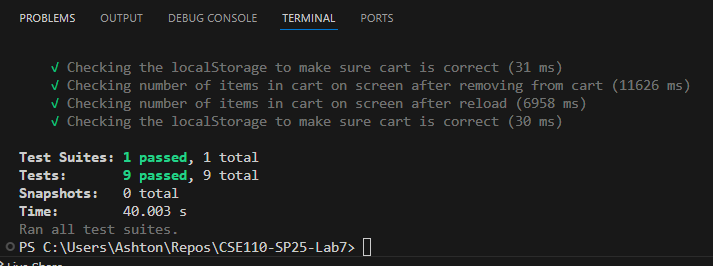 PROBLEMS OUTPUT DEBUG CONSOLE TERMINAL PORTS
√ Checking the localStorage to make sure cart is correct (31 ms)
√ Checking number of items in cart on screen after removing from cart (11626 ms)
√ Checking number of items in cart on screen after reload (6958 ms)
√ Checking the localStorage to make sure cart is correct (30 ms)
Test Suites: 1 passed, 1 total
Tests: 9 passed, 9 total
Snapshots: 0 total
Time: 40.003 s
Ran all test suites.
PS C:\Users\Ashton\Repos\CSE110-SP25-Lab7>
Live Share